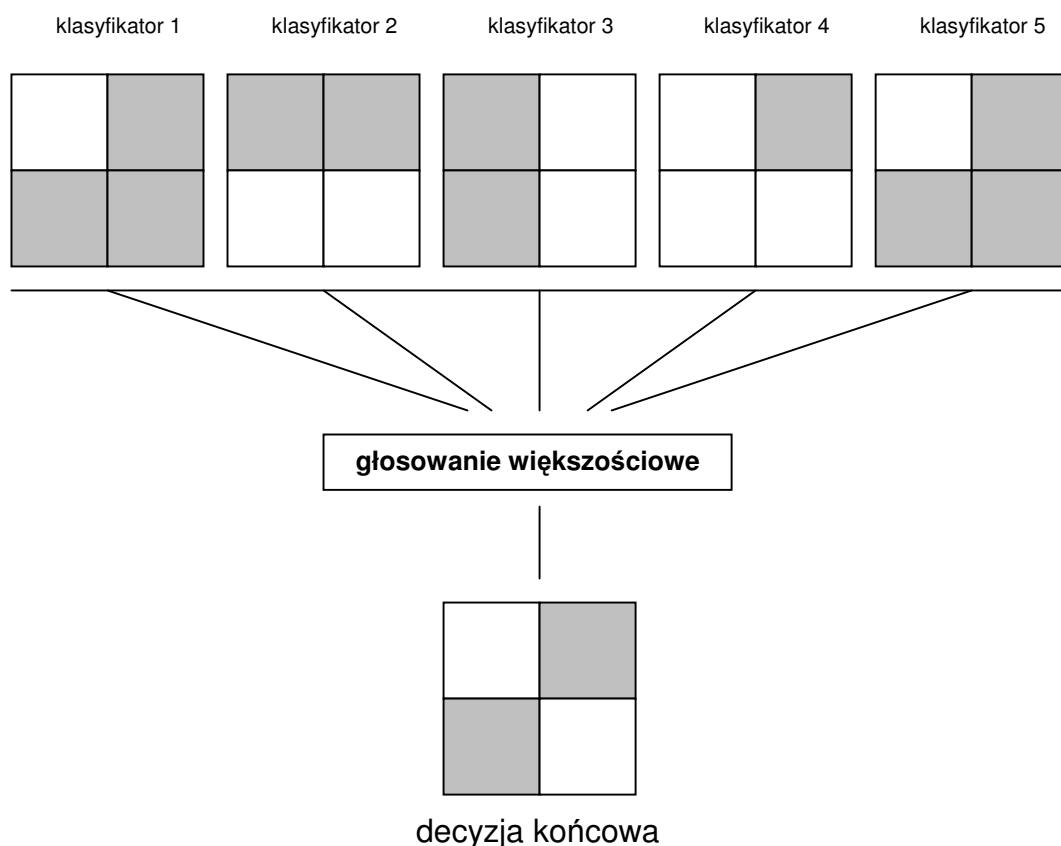 klasyfikator 1 klasyfikator 2 klasyfikator 3 klasyfikator 4 klasyfikator 5
głosowanie większościowe
decyzja końcowa